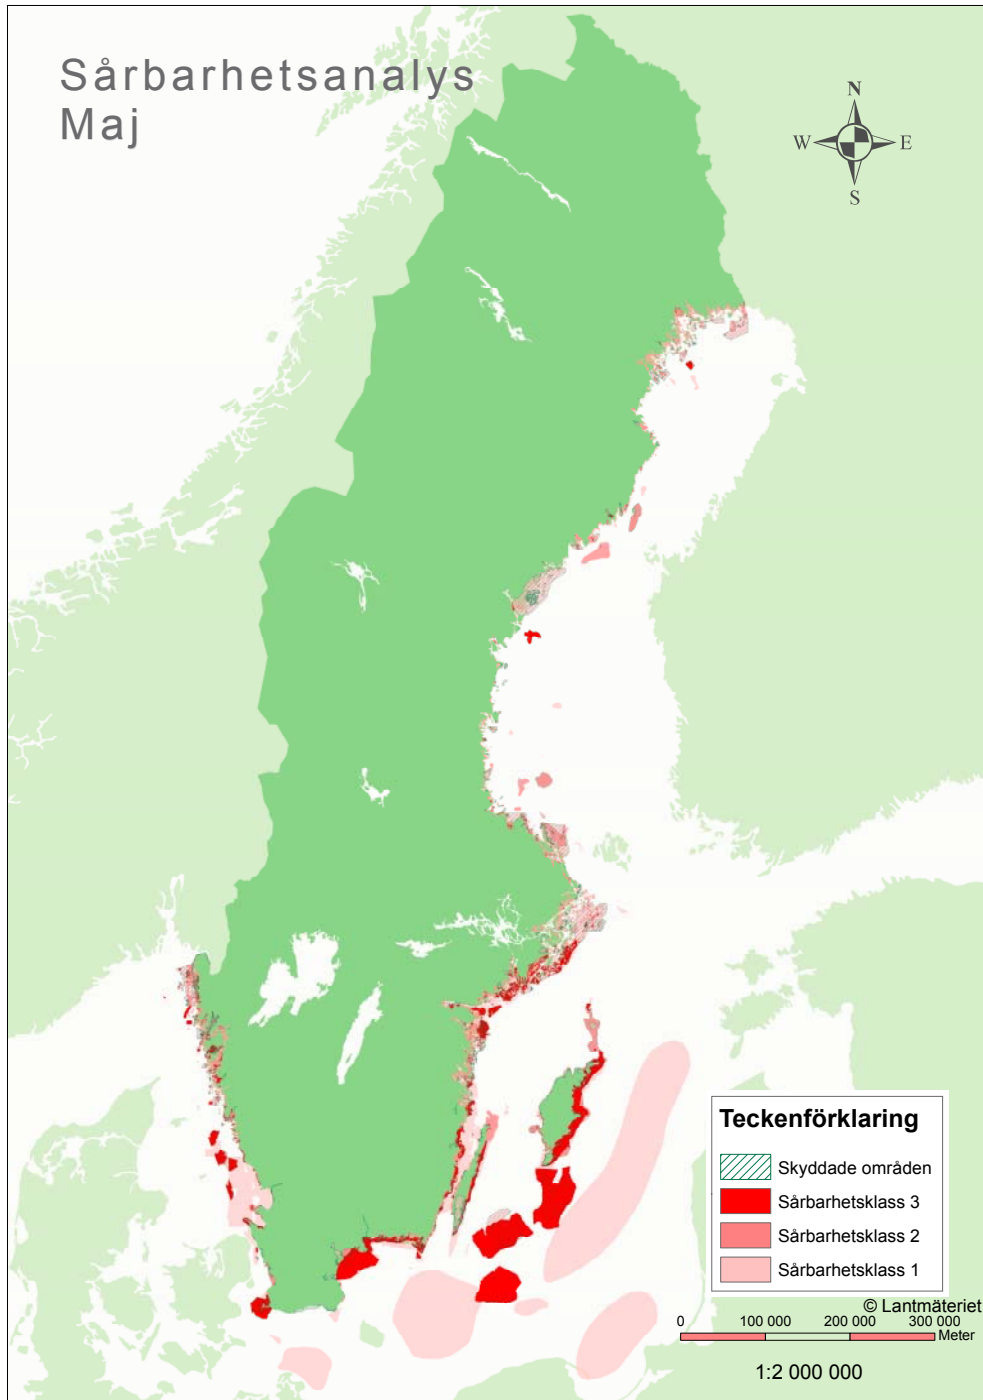 Sårbarhetsanalys
Maj
N
W E
S
Teckenförklaring
Skyddade områden
Sårbarhetsklass 3
Sårbarhetsklass 2
Sårbarhetsklass 1
© Lantmäteriet
0 100 000 200 000 300 000
Meter
1:2 000 000